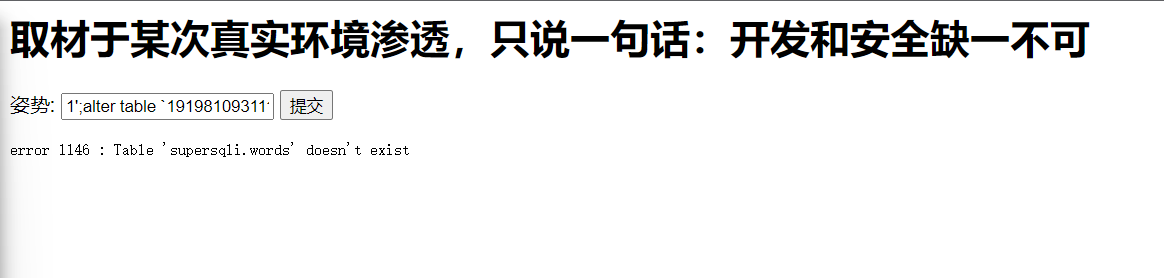 取材于某次真实环境渗透，只说一句话：开发和安全缺一不可
姿势: 1';alter table `191981093111 提交
error 1146 : Table 'supersqli.words' doesn't exist